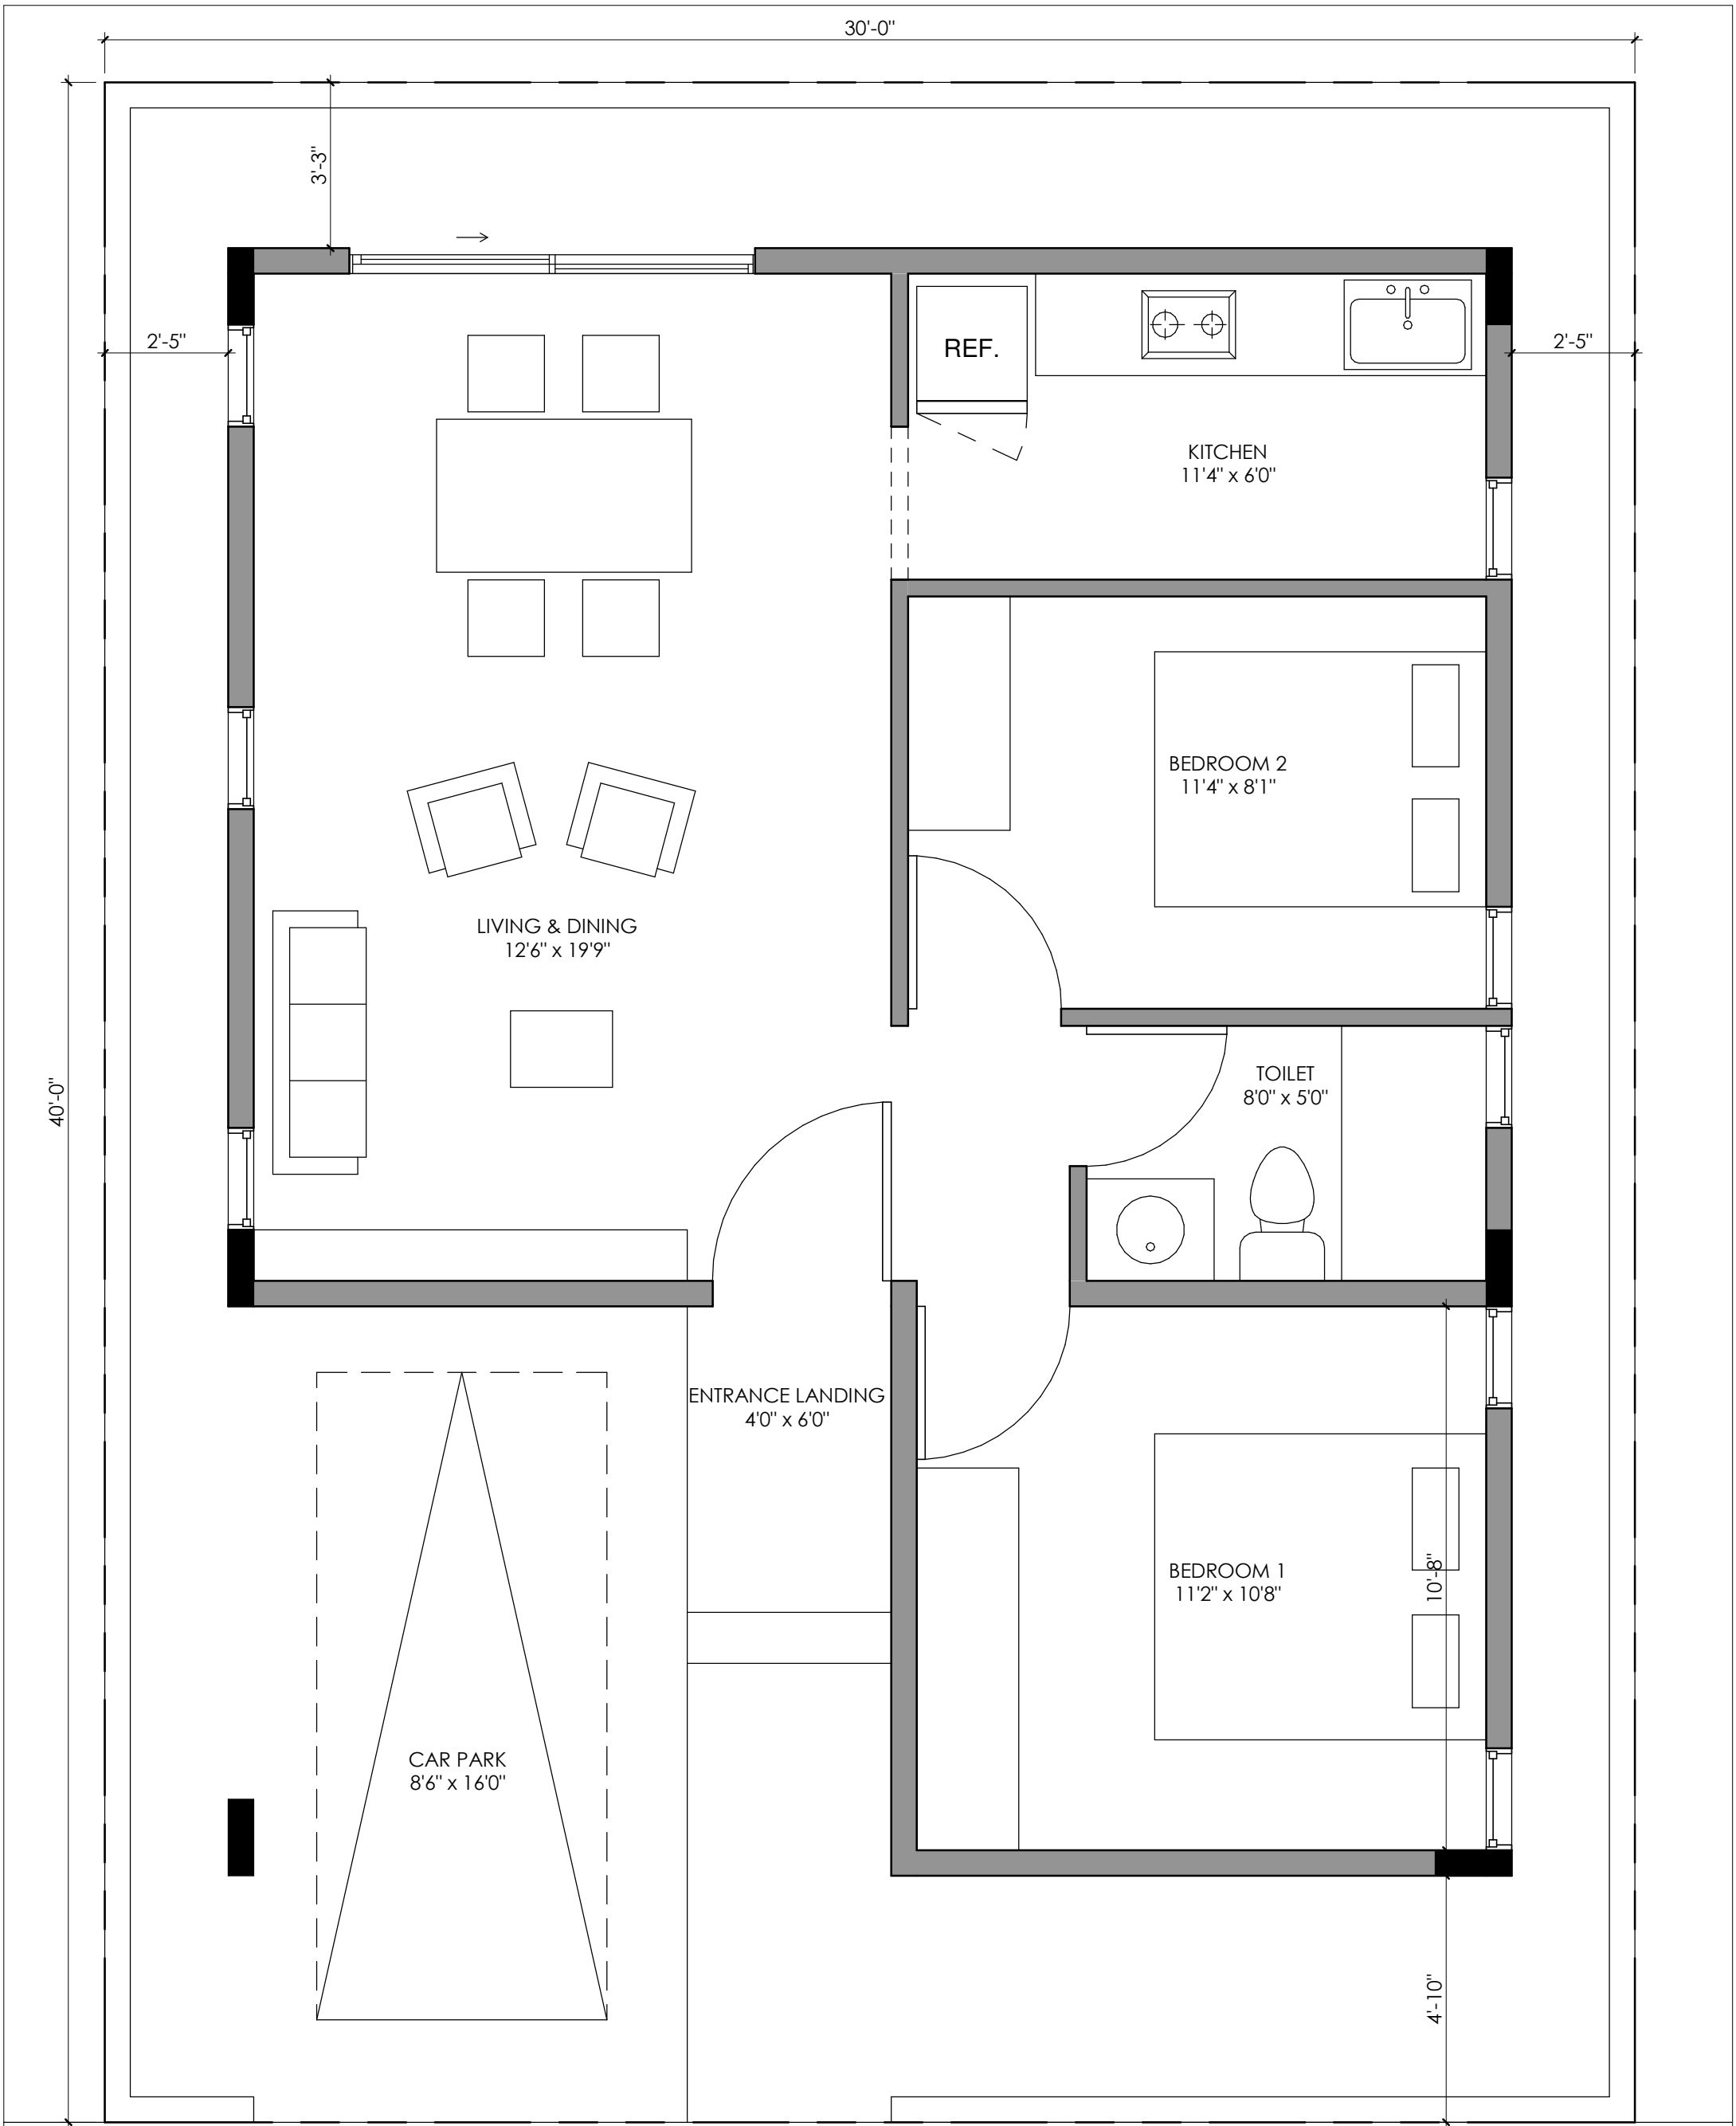 30'-0"
3'-3"
2'-5"
2'-5"
REF.
KITCHEN
11'4" x 6'0"
BEDROOM 2
11'4" x 8'1"
LIVING & DINING
12'6" x 19'9"
40'-0"
TOILET
8'0" x 5'0"
ENTRANCE LANDING
4'0" x 6'0"
BEDROOM 1
11'2" x 10'8"
10'-8"
CAR PARK
8'6" x 16'0"
4'-10"